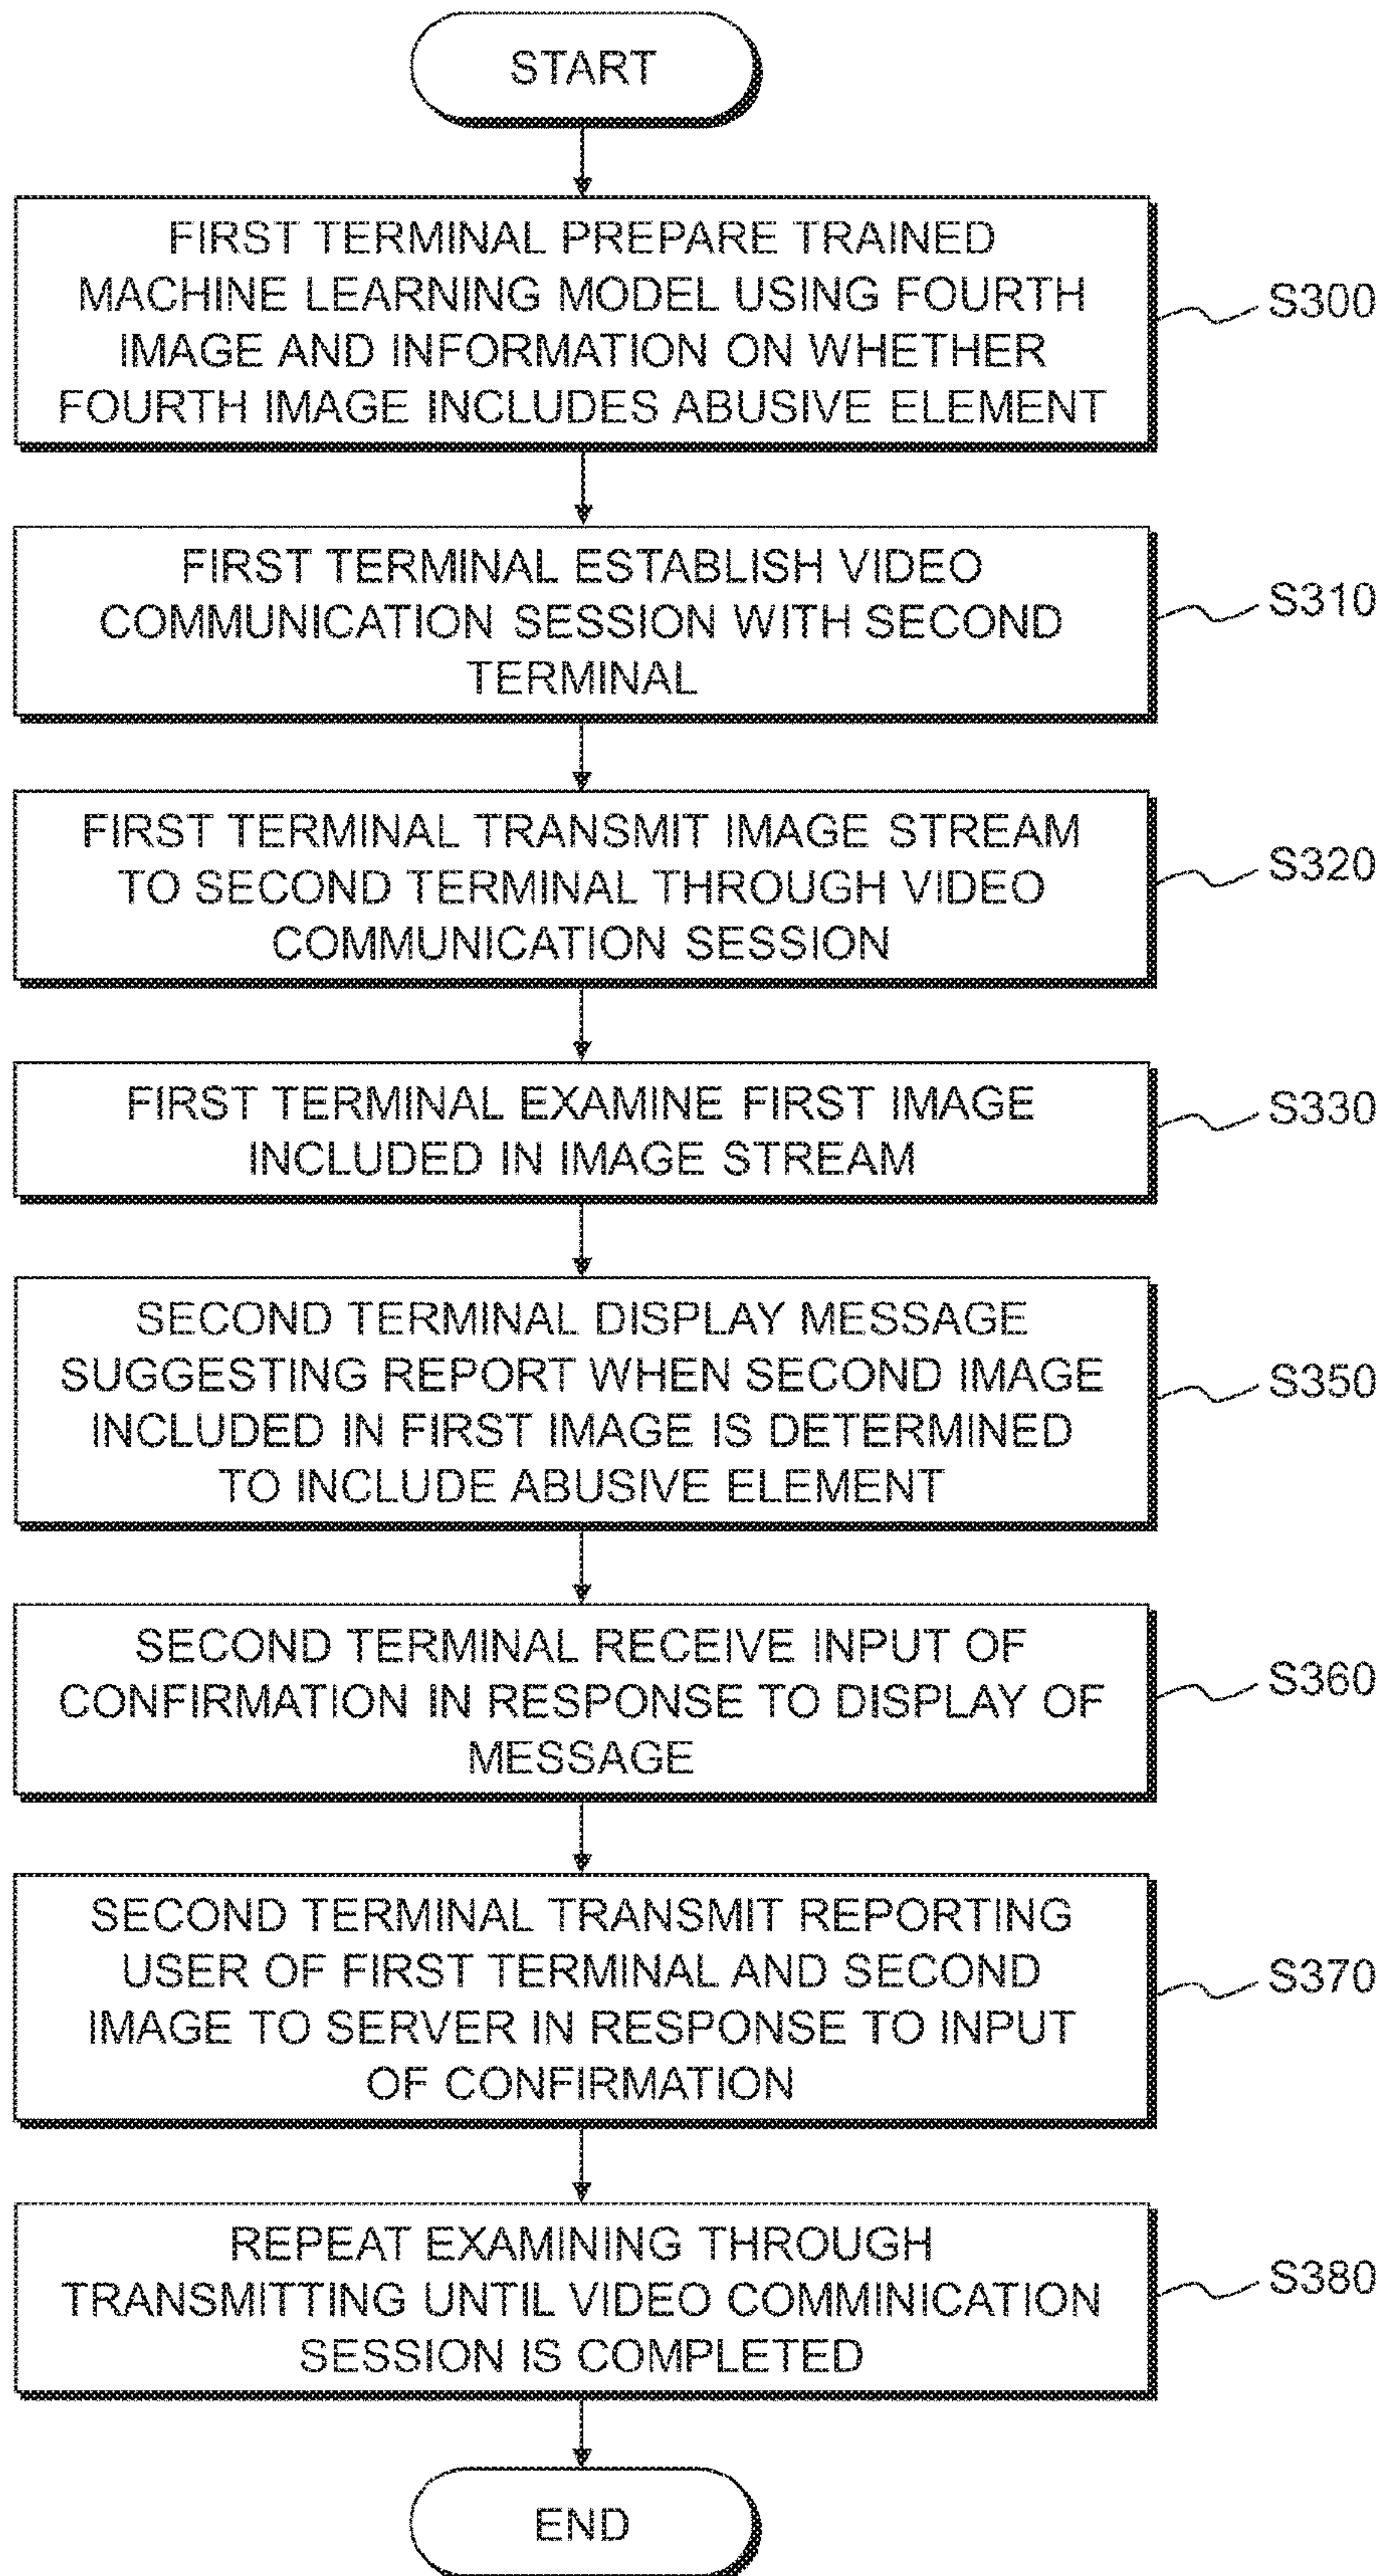 START
FIRST TERMINAL PREPARE TRAINED
MACHINE LEARNING MODEL USING FOURTH
IMAGE AND INFORMATION ON WHETHER
FOURTH IMAGE INCLUDES ABUSIVE ELEMENT
S300
FIRST TERMINAL ESTABLISH VIDEO
COMMUNICATION SESSION WITH SECOND
TERMINAL
S310
FIRST TERMINAL TRANSMIT IMAGE STREAM
TO SECOND TERMINAL THROUGH VIDEO
COMMUNICATION SESSION
S320
FIRST TERMINAL EXAMINE FIRST IMAGE
INCLUDED IN IMAGE STREAM
S330
SECOND TERMINAL DISPLAY MESSAGE
SUGGESTING REPORT WHEN SECOND IMAGE
INCLUDED IN FIRST IMAGE IS DETERMINED
TO INCLUDE ABUSIVE ELEMENT
S350
SECOND TERMINAL RECEIVE INPUT OF
CONFIRMATION IN RESPONSE TO DISPLAY OF
MESSAGE
S360
SECOND TERMINAL TRANSMIT REPORTING
USER OF FIRST TERMINAL AND SECOND
IMAGE TO SERVER IN RESPONSE TO INPUT
OF CONFIRMATION
S370
REPEAT EXAMINING THROUGH
TRANSMITTING UNTIL VIDEO COMMINICATION
SESSION IS COMPLETED
S380
END